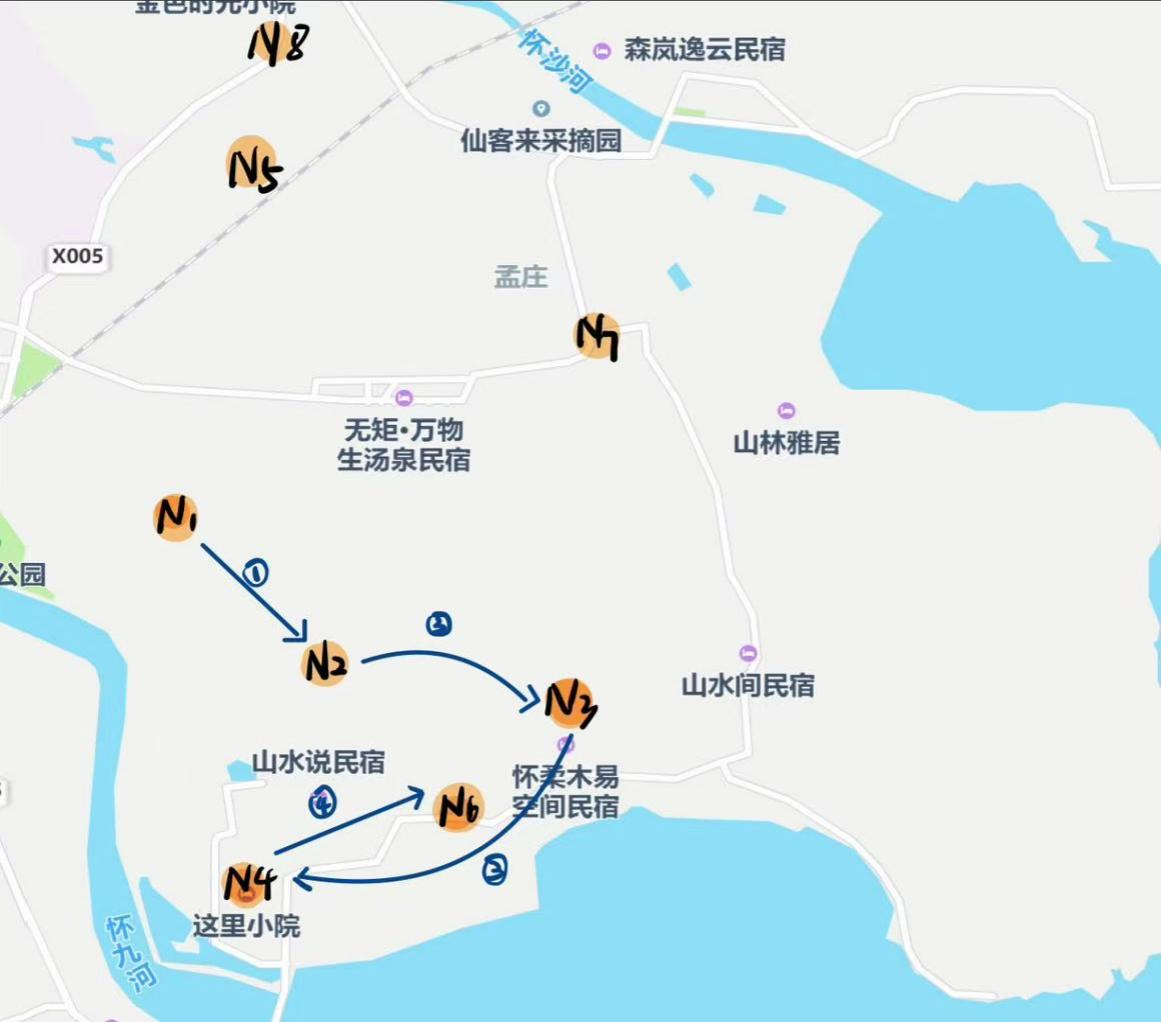 金色时光小院
N8
怀沙河
森岚逸云民宿
仙客来采摘园
N5
X005
孟庄
N7
无矩·万物
生汤泉民宿
山林雅居
N1
公园
①
②
N2
山水间民宿
N3
山水说民宿
怀柔木易
空间民宿
④
N6
③
N4
这里小院
怀九河